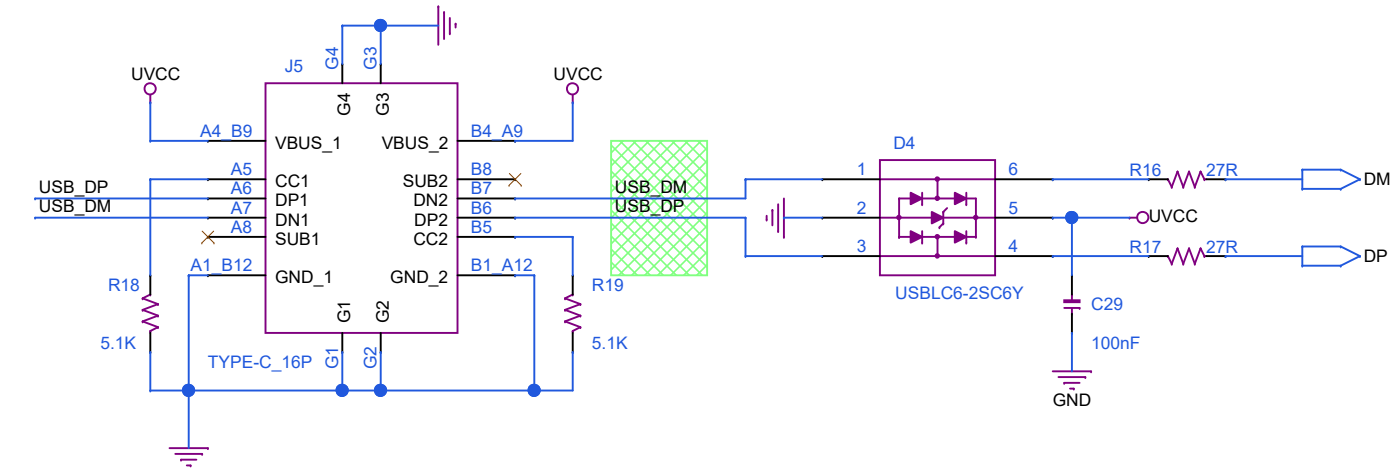 G4
G3
J5
UVCC
UVCC
G4
G3
A4_B9
VBUS_1
VBUS_2
B4_A9
D4
A5
CC1
SUB2
B8
1
6
R16
27R
DM
USB_DP
A6
DP1
DN2
B7
USB_DM
USB_DM
A7
DN1
DP2
B6
USB_DP
2
5
UVCC
A8
SUB1
CC2
B5
3
4
R17
27R
DP
A1_B12
GND_1
GND_2
B1_A12
R18
R19
USBLC6-2SC6Y
G1
G2
C29
5.1K
5.1K
100nF
TYPE-C_16P
G1
G2
GND